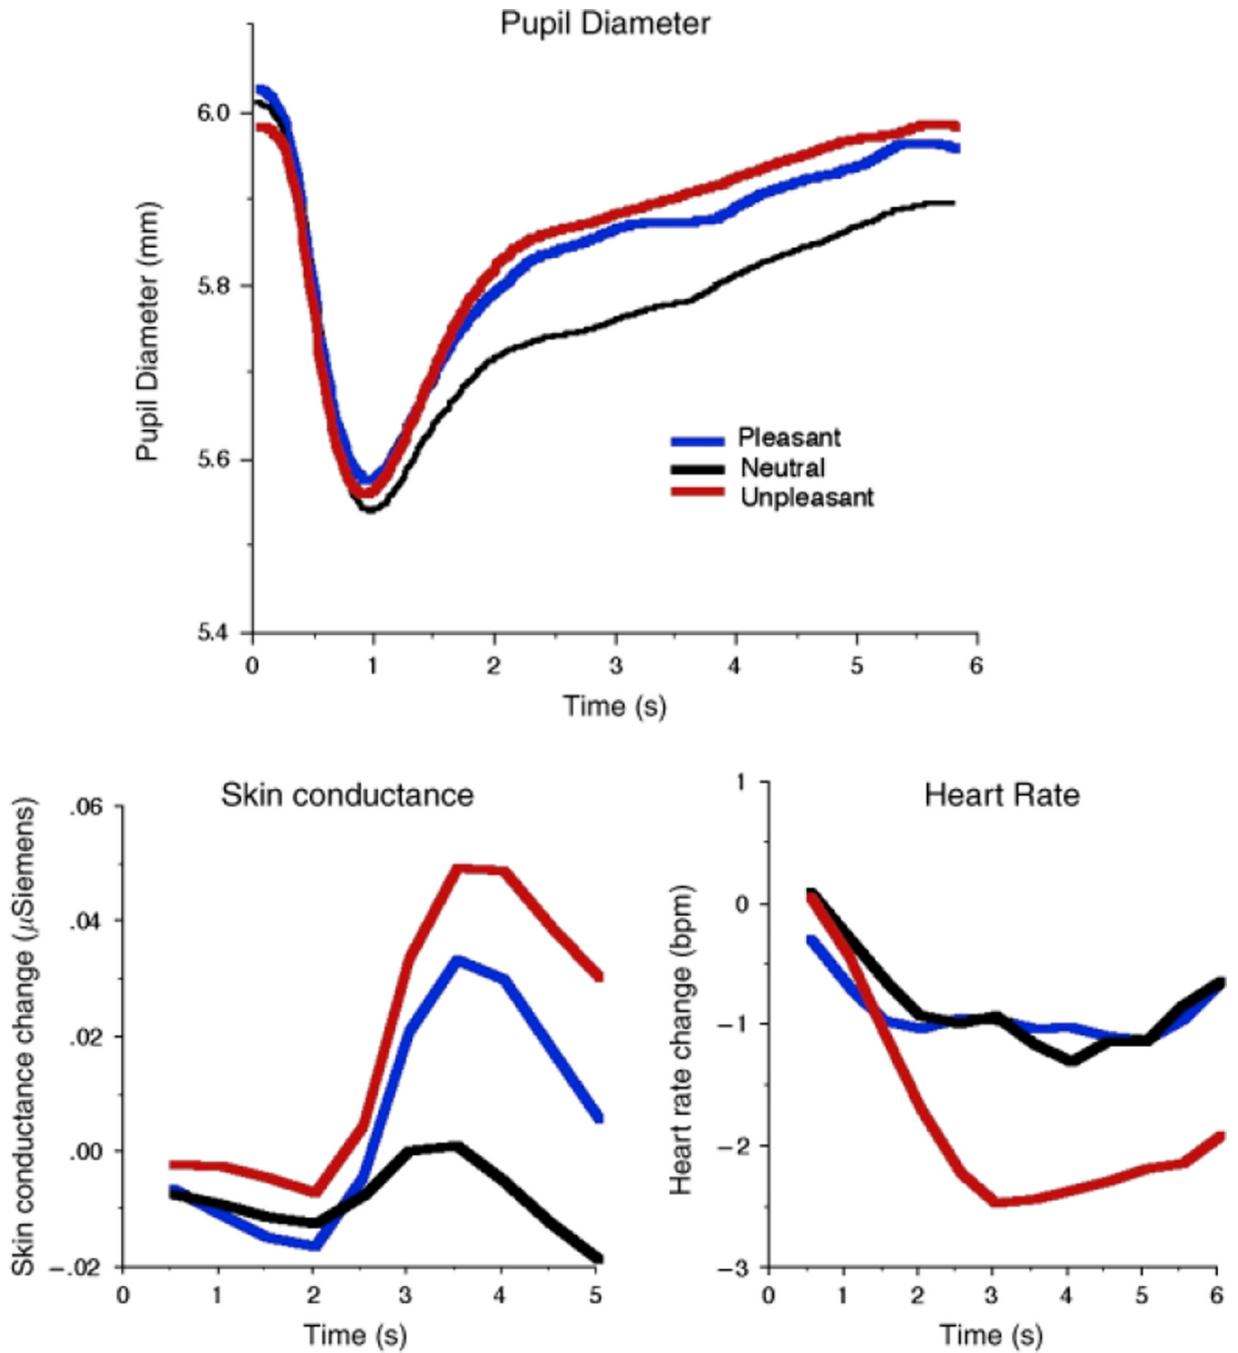 Pupil Diameter
Pupil Diameter (mm)
6.0
5.8
5.6
5.4
Pleasant
Neutral
Unpleasant
0 1 2 3 4 5 6
Time (s)
Skin conductance
Skin conductance change (µSiemens)
.06
.04
.02
.00
−.02
0 1 2 3 4 5
Time (s)
Heart Rate
Heart rate change (bpm)
1
0
−1
−2
−3
0 1 2 3 4 5 6
Time (s)